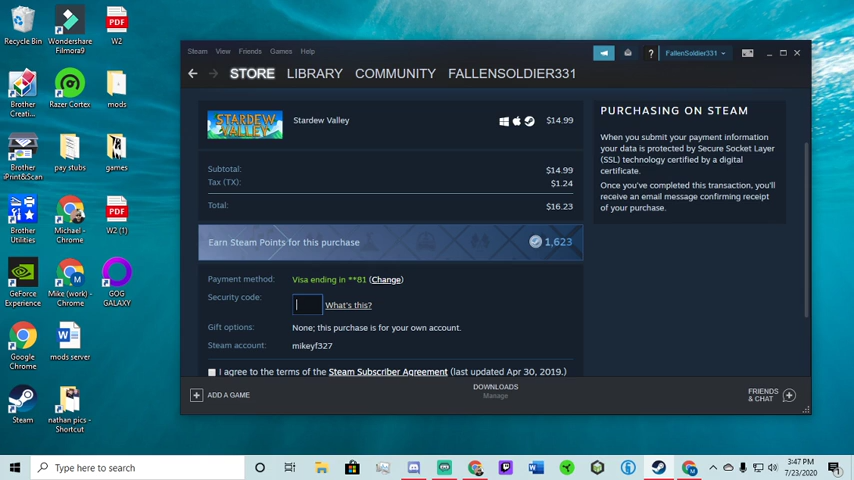 Steam View Friends Games Help
? FallenSoldier331
STORE LIBRARY COMMUNITY FALLENSOLDIER331
STARDEW VALLEY
Stardew Valley
$14.99
Subtotal: $14.99
Tax (TX): $1.24
Total: $16.23
Earn Steam Points for this purchase 1,623
Payment method: Visa ending in **81 (Change)
Security code: What's this?
Gift options: None; this purchase is for your own account.
Steam account: mikeyf327
I agree to the terms of the Steam Subscriber Agreement (last updated Apr 30, 2019.)
PURCHASING ON STEAM
When you submit your payment information
your data is protected by Secure Socket Layer
(SSL) technology certified by a digital
certificate.
Once you've completed this transaction, you'll
receive an email message confirming receipt
of your purchase.
+ ADD A GAME
DOWNLOADS
Manage
FRIENDS
& CHAT +
Recycle Bin
Wondershare
Filmora9
PDF
W2
Brother
Creati...
Razer Cortex
mods
Brother
iPrint&Scan
pay stubs
games
Brother
Utilities
Michael -
Chrome
PDF
W2 (1)
GeForce
Experience
Mike (work) -
Chrome
GOG
GALAXY
Google
Chrome
mods server
Steam
nathan pics -
Shortcut
Type here to search
3:47 PM
7/23/2020